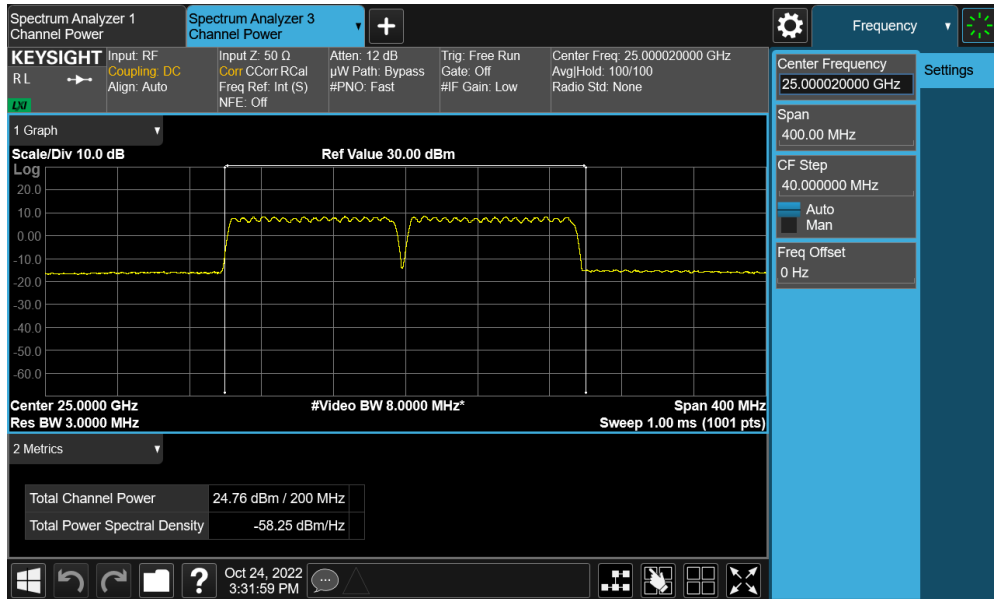 Spectrum Analyzer 1
Channel Power
Spectrum Analyzer 3
Channel Power
Frequency
KEYSIGHT
R L
LXI
Input: RF
Coupling: DC
Align: Auto
Input Z: 50 Ω
Corr CCorr RCal
Freq Ref: Int (S)
NFE: Off
Atten: 12 dB
µW Path: Bypass
#PNO: Fast
Trig: Free Run
Gate: Off
#IF Gain: Low
Center Freq: 25.000020000 GHz
Avg|Hold: 100/100
Radio Std: None
Center Frequency
25.000020000 GHz
Settings
Span
400.00 MHz
CF Step
40.000000 MHz
Auto
Man
Freq Offset
0 Hz
1 Graph
Scale/Div 10.0 dB
Ref Value 30.00 dBm
Log
20.0
10.0
0.00
-10.0
-20.0
-30.0
-40.0
-50.0
-60.0
Center 25.0000 GHz
#Video BW 8.0000 MHz*
Span 400 MHz
Res BW 3.0000 MHz
Sweep 1.00 ms (1001 pts)
2 Metrics
Total Channel Power 24.76 dBm / 200 MHz
Total Power Spectral Density -58.25 dBm/Hz
?
Oct 24, 2022
3:31:59 PM